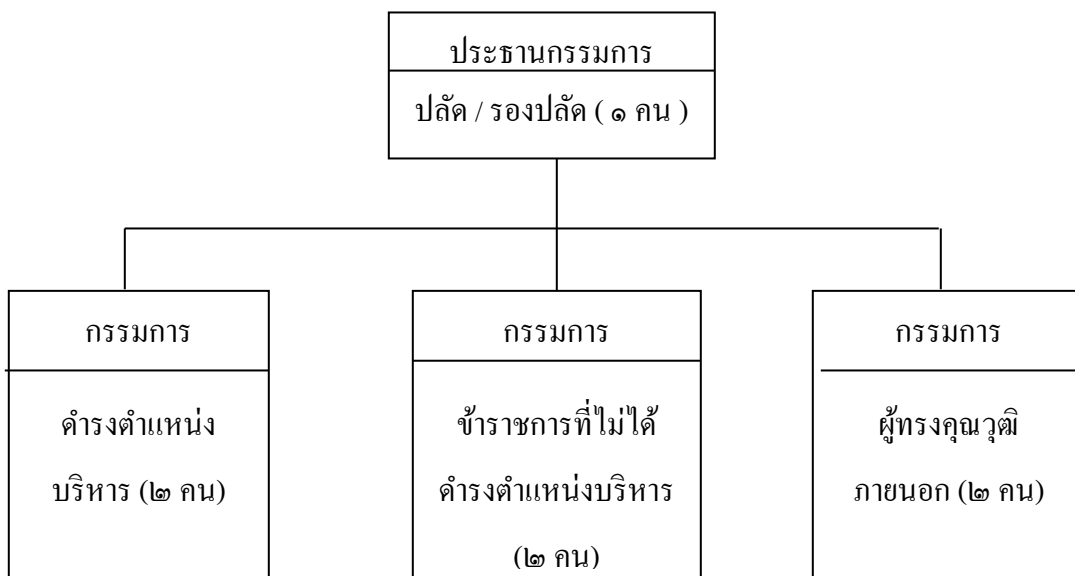 ประธานกรรมการ
ปลัด / รองปลัด ( ๑ คน )
กรรมการ
ดำรงตำแหน่ง
บริหาร (๒ คน)
กรรมการ
ข้าราชการที่ไม่ได้
ดำรงตำแหน่งบริหาร
(๒ คน)
กรรมการ
ผู้ทรงคุณวุฒิ
ภายนอก (๒ คน)